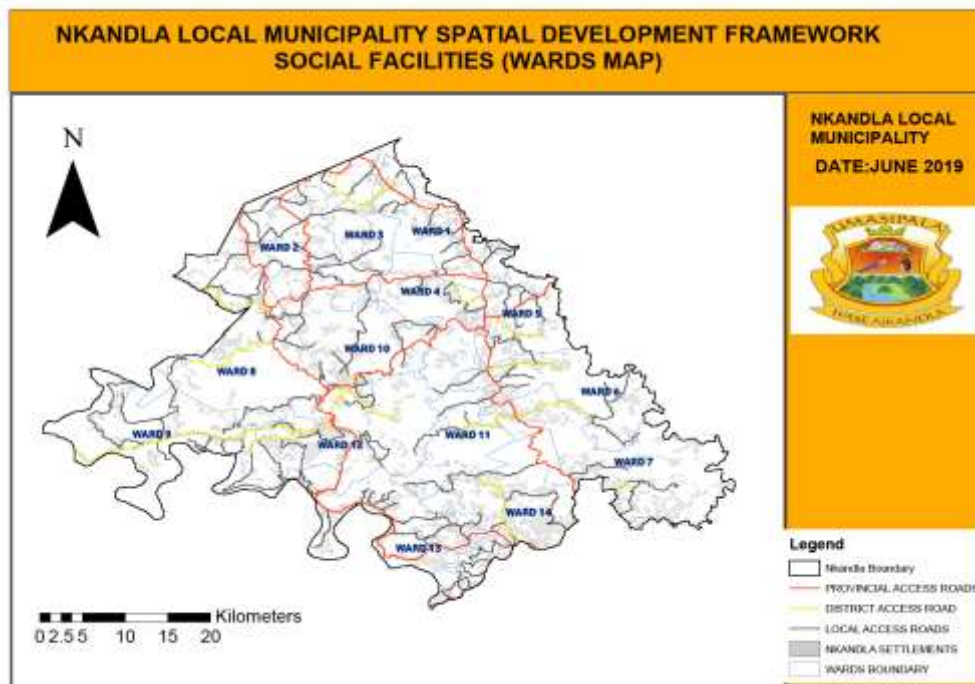 NKANDLA LOCAL MUNICIPALITY SPATIAL DEVELOPMENT FRAMEWORK
SOCIAL FACILITIES (WARDS MAP)
NKANDLA LOCAL
MUNICIPALITY
DATE:JUNE 2019
N
WARD 1
WARD 3
WARD 2
WARD 4
WARD 5
WARD 10
WARD 8
WARD 6
WARD 9
WARD 12
WARD 11
WARD 7
WARD 14
WARD 13
UMASIPALA
Kilometers
0 2.5 5 10 15 20
Legend
Nkandla Boundary
PROVINCIAL ACCESS ROADS
DISTRICT ACCESS ROAD
LOCAL ACCESS ROADS
NKANDLA SETTLEMENTS
WARDS BOUNDARY